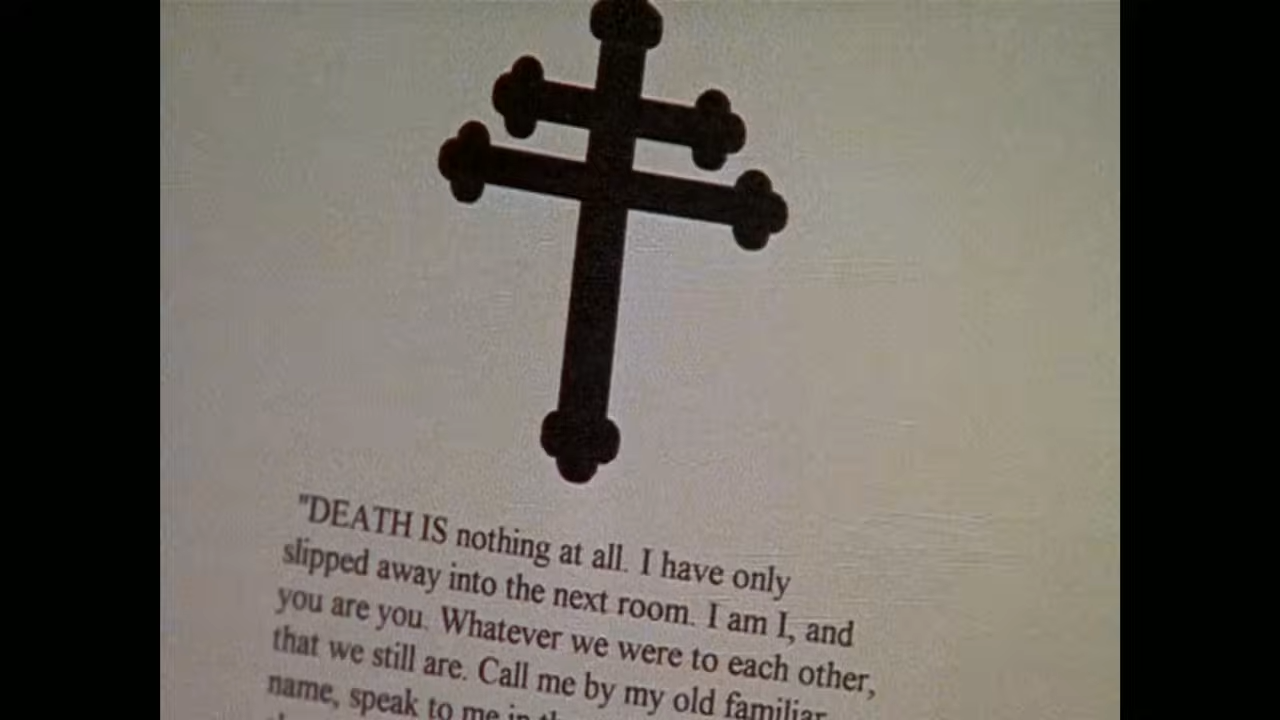 "DEATH IS nothing at all. I have only
slipped away into the next room. I am I, and
you are you. Whatever we were to each other,
that we still are. Call me by my old familiar
name, speak to me in